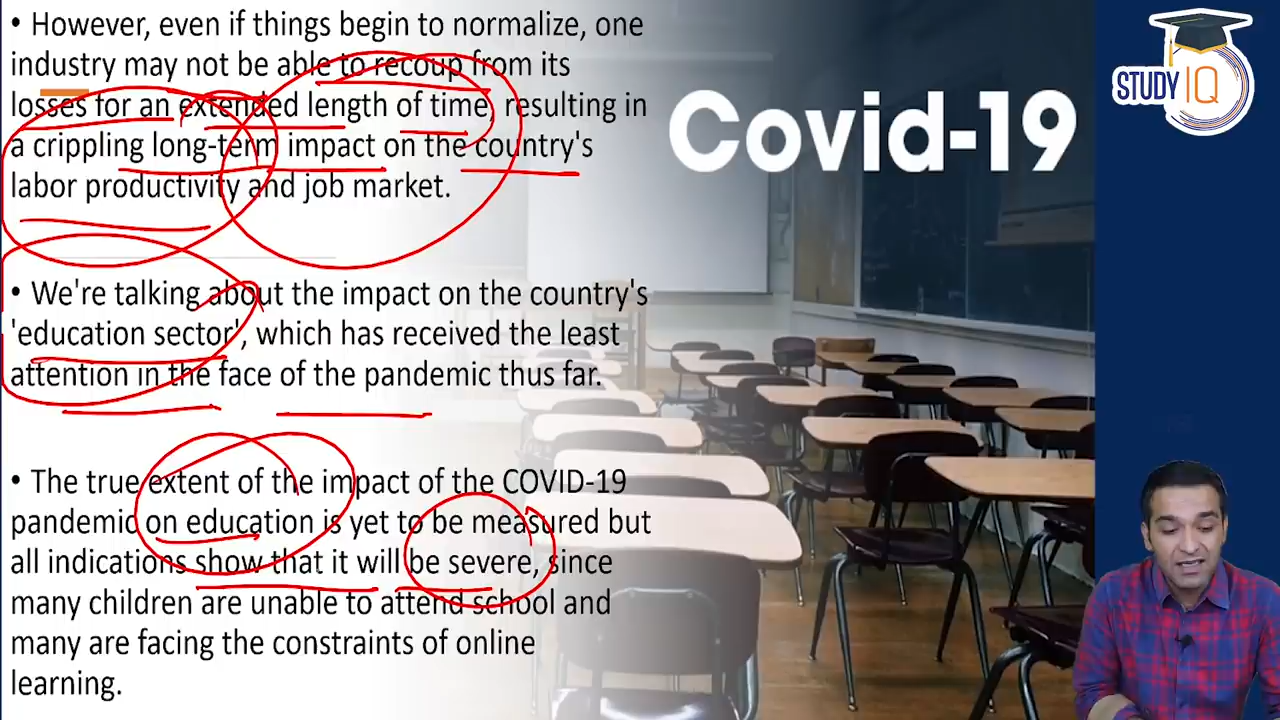 • However, even if things begin to normalize, one
industry may not be able to recoup from its
losses for an extended length of time, resulting in
a crippling long-term impact on the country's
labor productivity and job market.
• We're talking about the impact on the country's
'education sector', which has received the least
attention in the face of the pandemic thus far.
• The true extent of the impact of the COVID-19
pandemic on education is yet to be measured but
all indications show that it will be severe, since
many children are unable to attend school and
many are facing the constraints of online
learning.
Covid-19
STUDY IQ